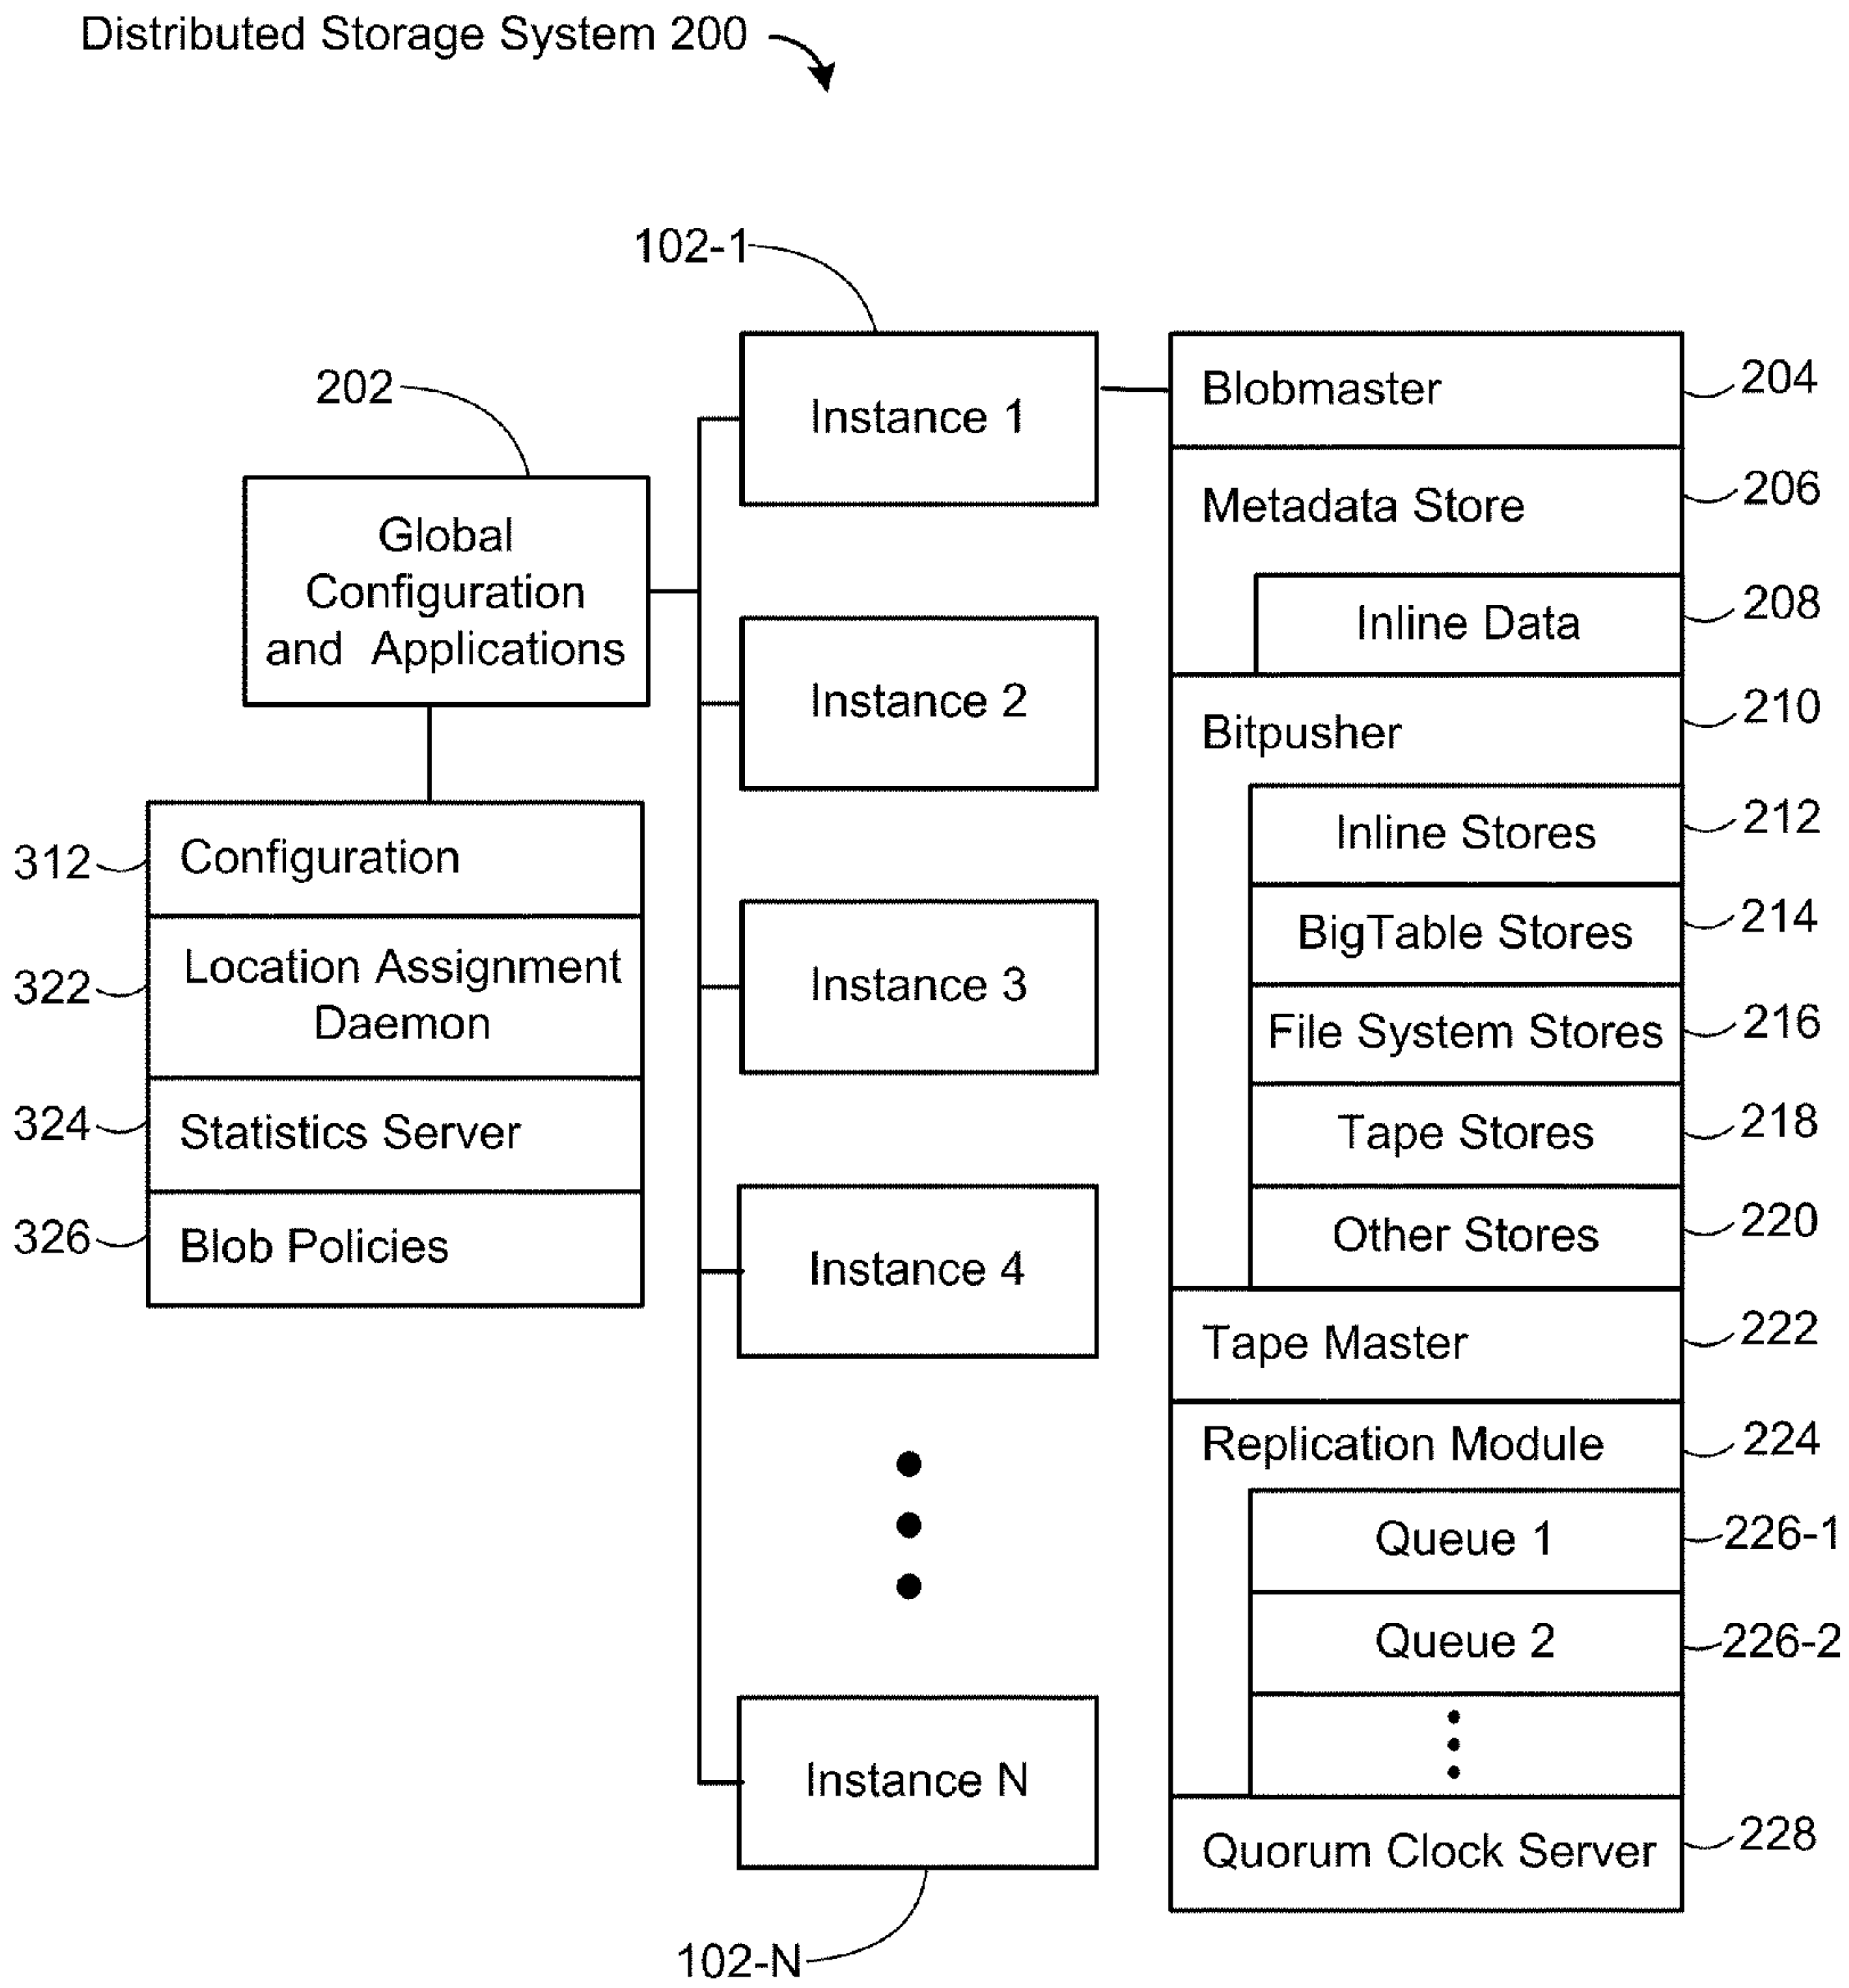 Distributed Storage System 200
102-1
202
Global
Configuration
and Applications
312
Configuration
322
Location Assignment
Daemon
324
Statistics Server
326
Blob Policies
Instance 1
Instance 2
Instance 3
Instance 4
Instance N
102-N
Blobmaster
204
Metadata Store
206
Inline Data
208
Bitpusher
210
Inline Stores
212
BigTable Stores
214
File System Stores
216
Tape Stores
218
Other Stores
220
Tape Master
222
Replication Module
224
Queue 1
226-1
Queue 2
226-2
Quorum Clock Server
228